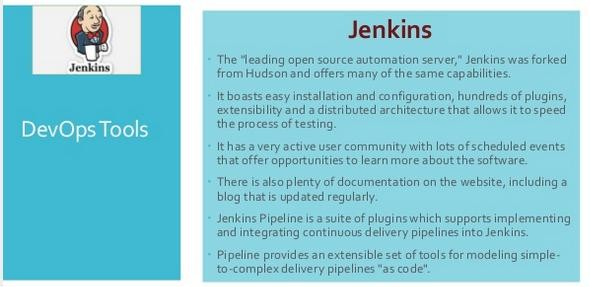 Jenkins
DevOps Tools
Jenkins
The "leading open source automation server," Jenkins was forked
from Hudson and offers many of the same capabilities.
It boasts easy installation and configuration, hundreds of plugins,
extensibility and a distributed architecture that allows it to speed
the process of testing.
It has a very active user community with lots of scheduled events
that offer opportunities to learn more about the software.
There is also plenty of documentation on the website, including a
blog that is updated regularly.
Jenkins Pipeline is a suite of plugins which supports implementing
and integrating continuous delivery pipelines into Jenkins.
Pipeline provides an extensible set of tools for modeling simple-
to-complex delivery pipelines "as code".